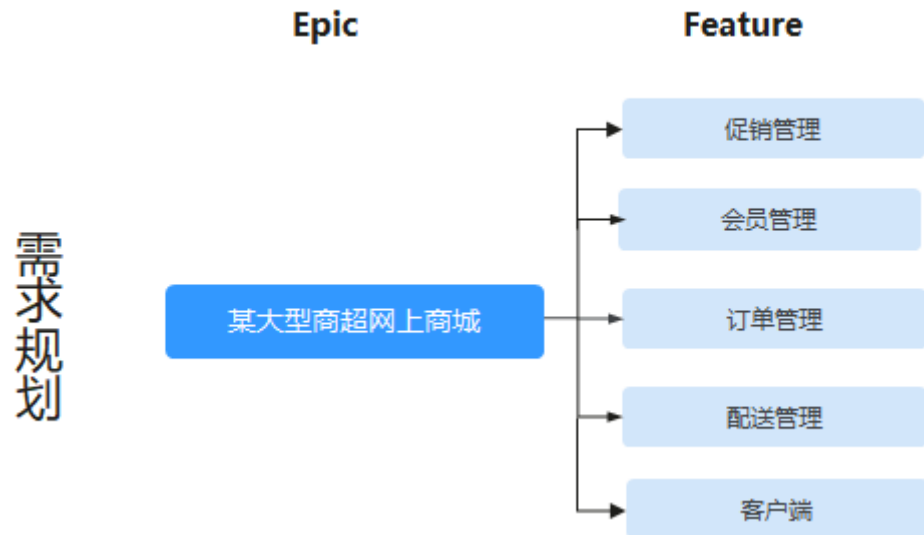 Epic
Feature
需求规划
某大型商超网上商城
促销管理
会员管理
订单管理
配送管理
客户端